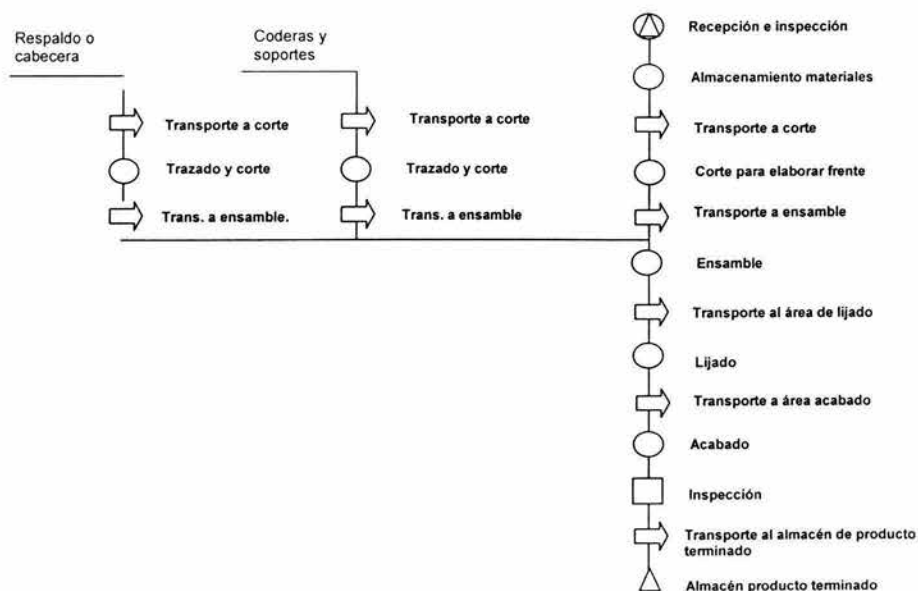 Respaldo o
cabecera
Transporte a corte
Trazado y corte
Trans. a ensamble.
Coderas y
soportes
Transporte a corte
Trazado y corte
Trans. a ensamble
Recepción e inspección
Almacenamiento materiales
Transporte a corte
Corte para elaborar frente
Transporte a ensamble
Ensamble
Transporte al área de lijado
Lijado
Transporte a área acabado
Acabado
Inspección
Transporte al almacén de producto
terminado
Almacén producto terminado